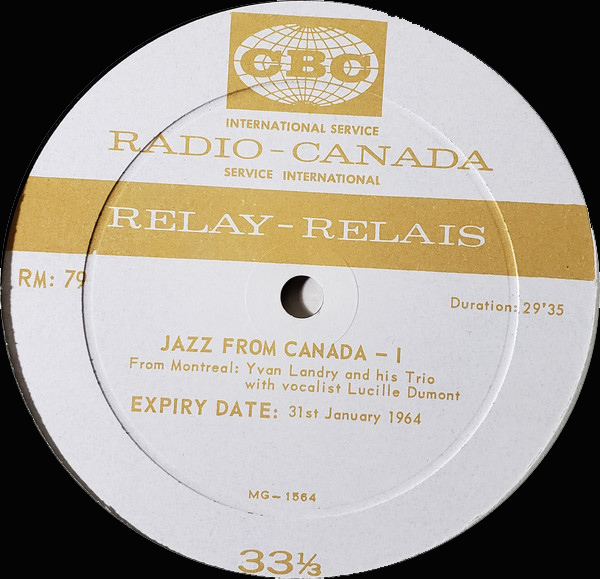 CBC
INTERNATIONAL SERVICE
RADIO-CANADA
SERVICE INTERNATIONAL
RELAY-RELAIS
RM: 79
Duration: 29'35
JAZZ FROM CANADA – I
From Montreal: Yvan Landry and his Trio
with vocalist Lucille Dumont
EXPIRY DATE: 31st January 1964
MG–1564
33⅓